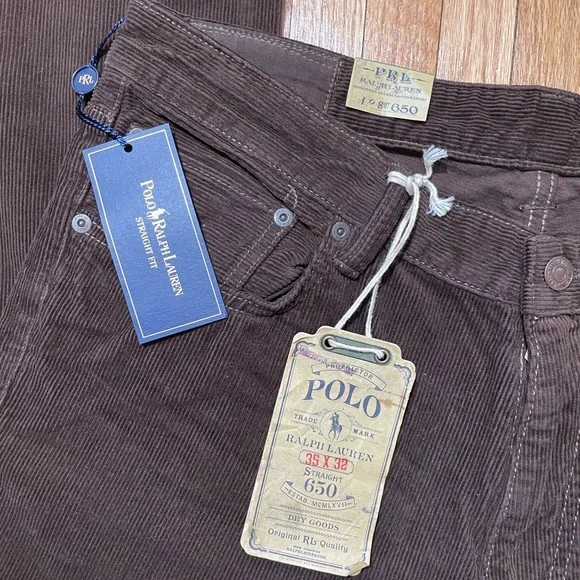 PRL
POLO RALPH LAUREN
STRAIGHT FIT
PRL
RALPH LAUREN
650
PROPRIETOR
POLO
TRADE MARK
RALPH LAUREN
35 X 32
STRAIGHT
650
ESTAB. MCMLXVII
DRY GOODS
Original RL Quality